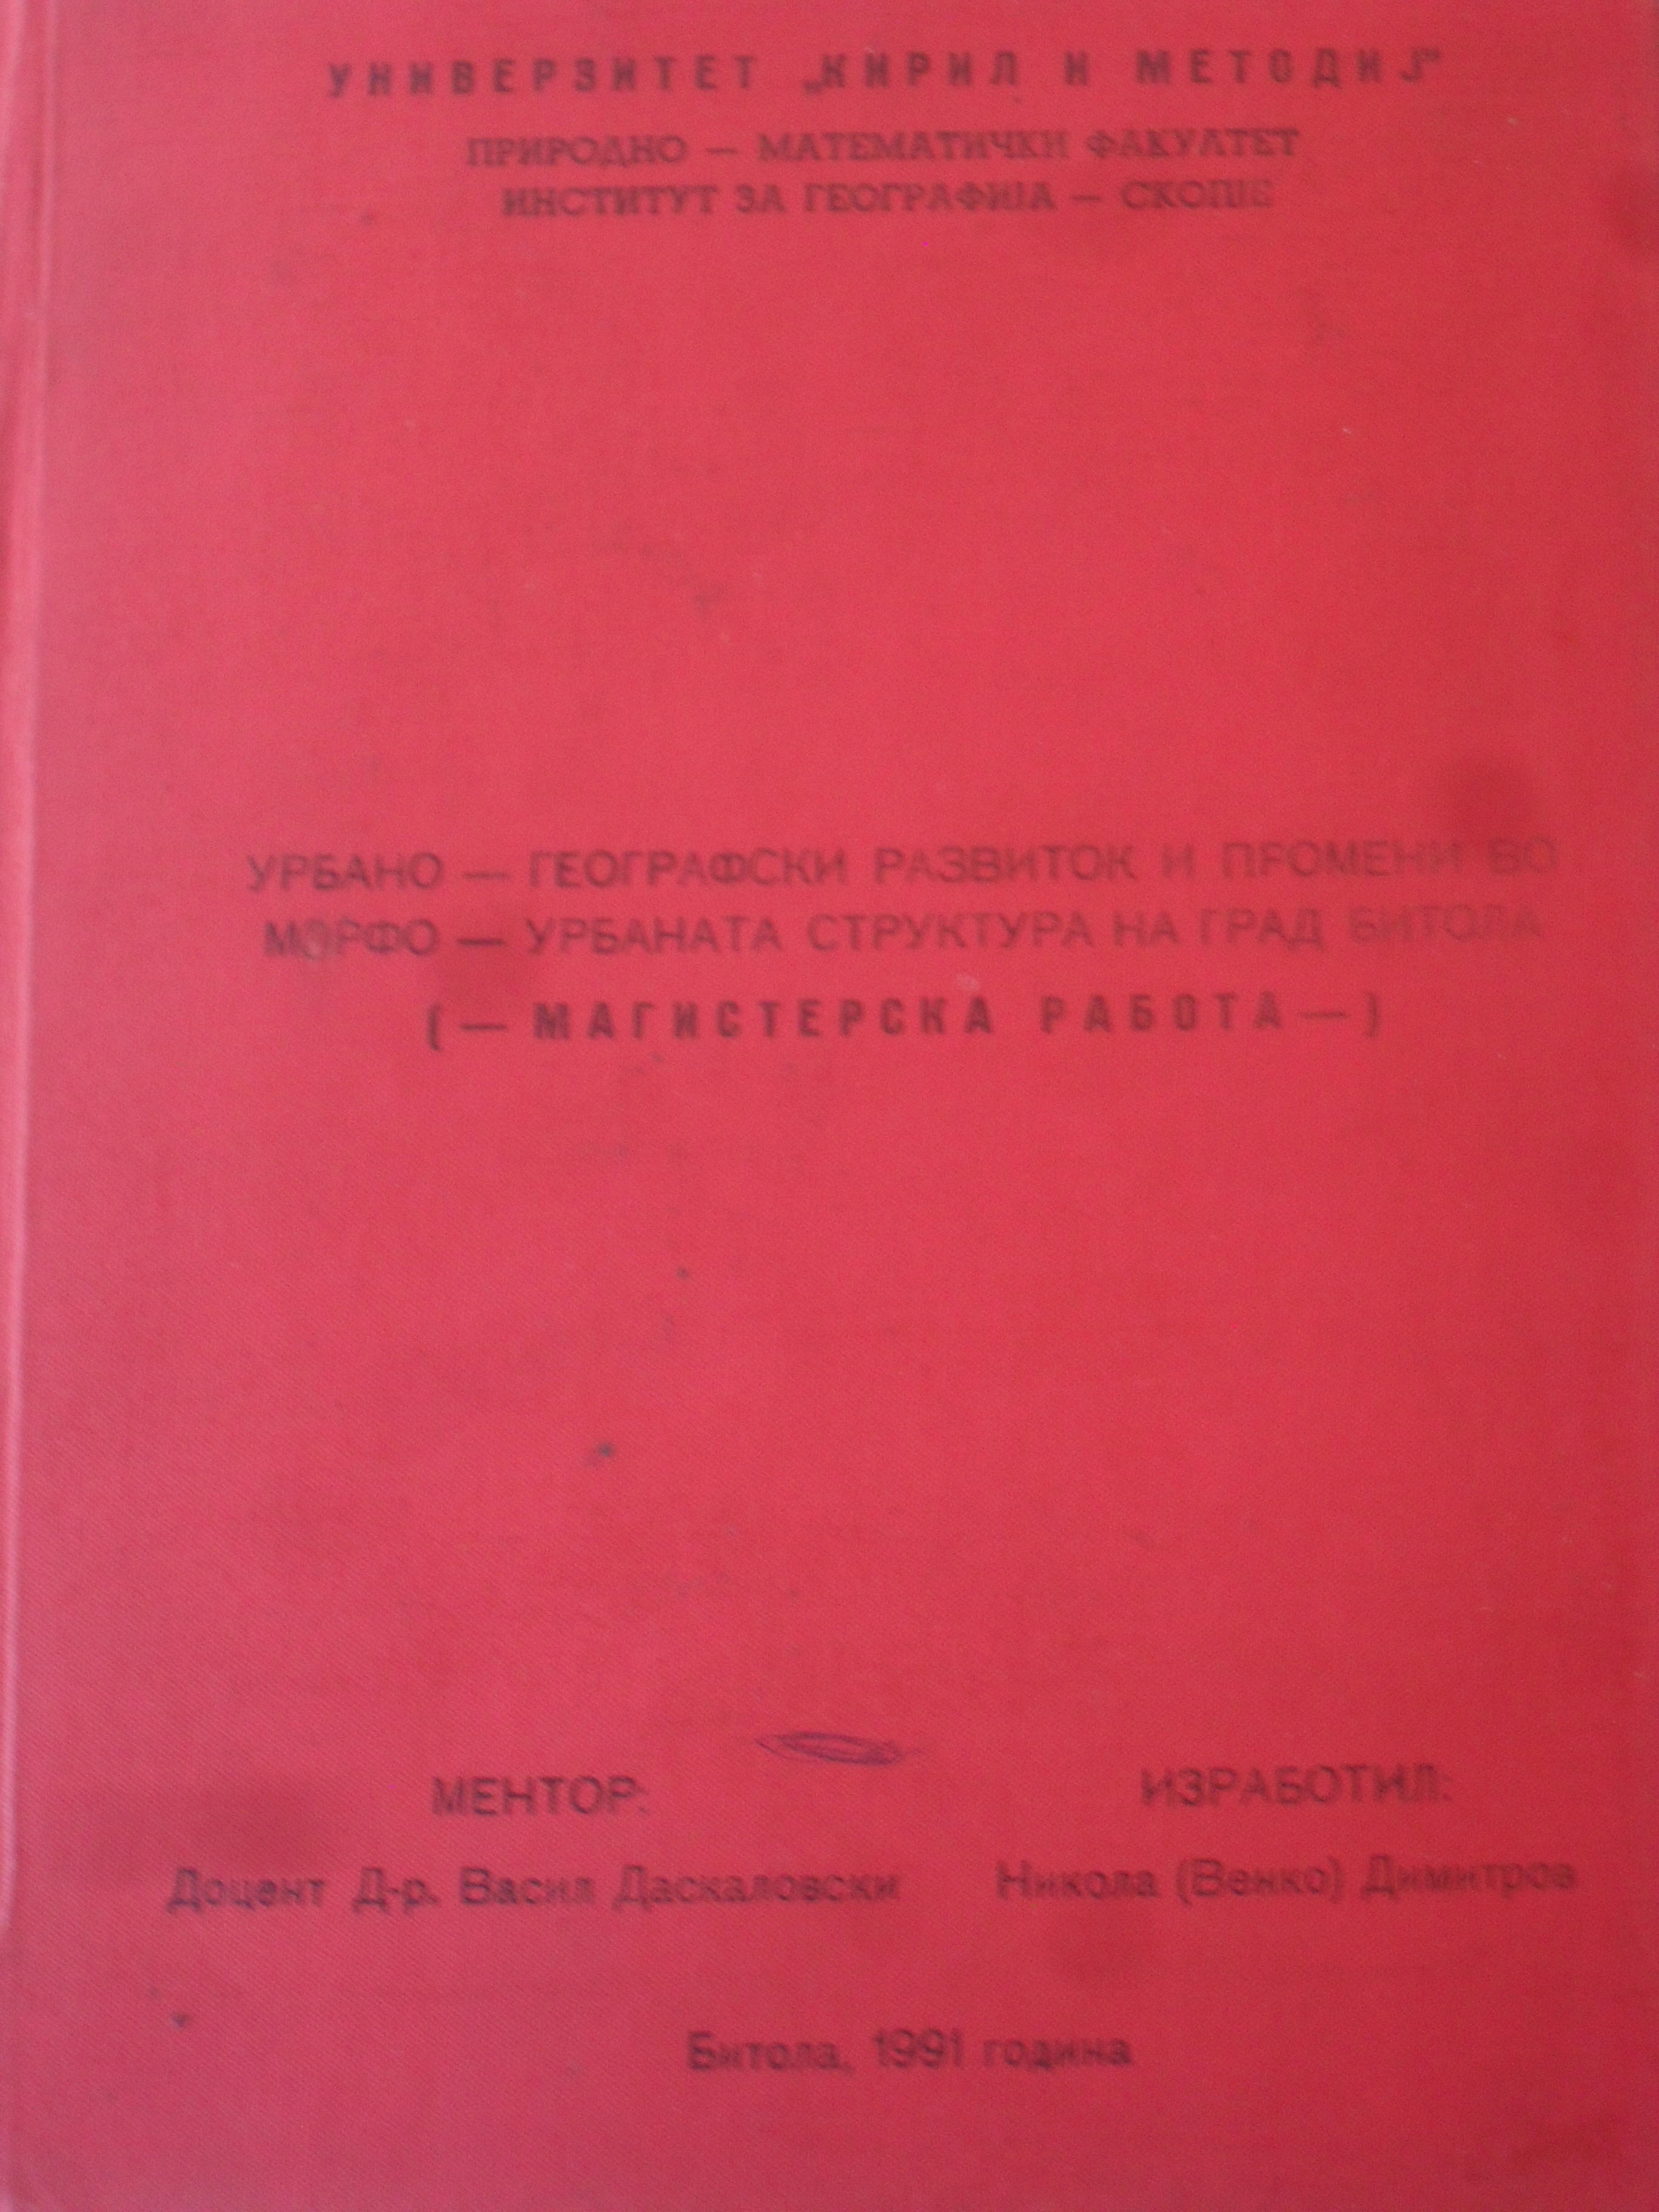 УНИВЕРЗИТЕТ „КИРИЛ И МЕТОДИЈ"
ПРИРОДНО — МАТЕМАТИЧКИ ФАКУЛТЕТ
ИНСТИТУТ ЗА ГЕОГРАФИЈА — СКОПЈЕ
УРБАНО — ГЕОГРАФСКИ РАЗВИТОК И ПРОМЕНИ ВО
МОРФО — УРБАНАТА СТРУКТУРА НА ГРАД БИТОЛА
(— МАГИСТЕРСКА РАБОТА —)
МЕНТОР: ИЗРАБОТИЛ:
Доцент Д-р. Васил Даскаловски Никола (Венко) Димитров
Битола, 1991 година